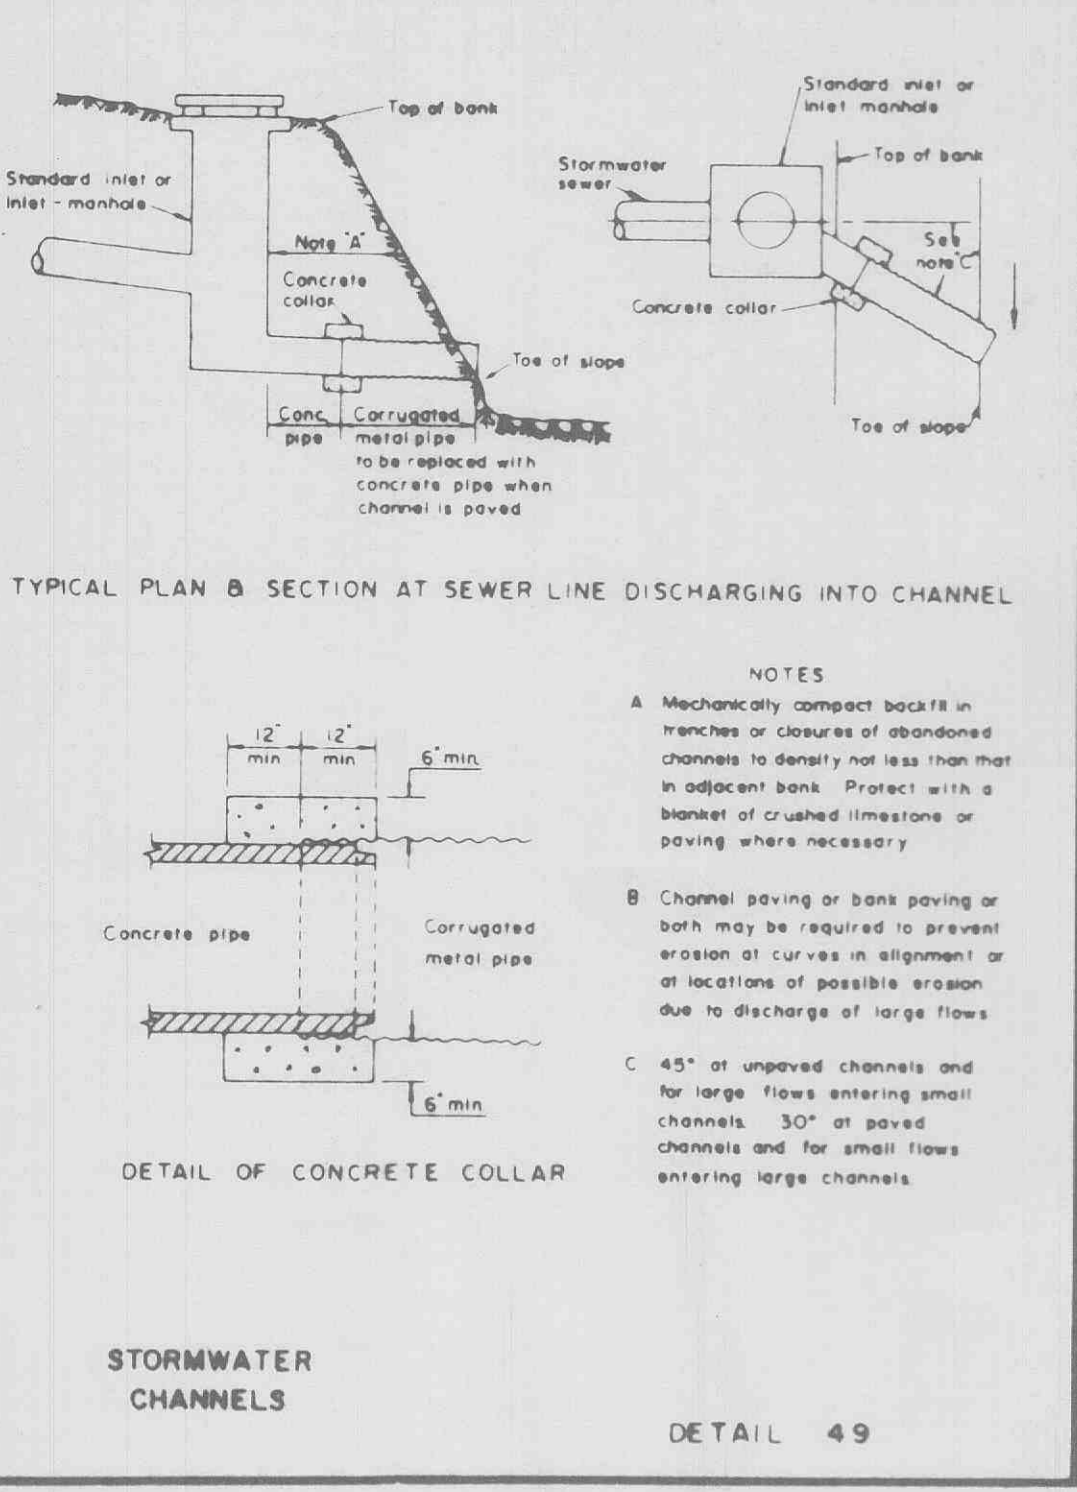 Top of bank
Standard inlet or
inlet - manhole
Note "A"
Concrete
collar
Toe of slope
Conc
pipe
Corrugated
metal pipe
to be replaced with
concrete pipe when
channel is paved
Standard inlet or
inlet manhole
Stormwater
sewer
Top of bank
See
note "C"
Concrete collar
Toe of slope
TYPICAL PLAN & SECTION AT SEWER LINE DISCHARGING INTO CHANNEL
12"
min
12"
min
6" min
Concrete pipe
Corrugated
metal pipe
6" min
DETAIL OF CONCRETE COLLAR
NOTES
A Mechanically compact backfill in
trenches or closures of abandoned
channels to density not less than that
in adjacent bank Protect with a
blanket of crushed limestone or
paving where necessary
B Channel paving or bank paving or
both may be required to prevent
erosion at curves in alignment or
at locations of possible erosion
due to discharge of large flows
C 45° at unpaved channels and
for large flows entering small
channels. 30° at paved
channels and for small flows
entering large channels.
STORMWATER
CHANNELS
DETAIL 49